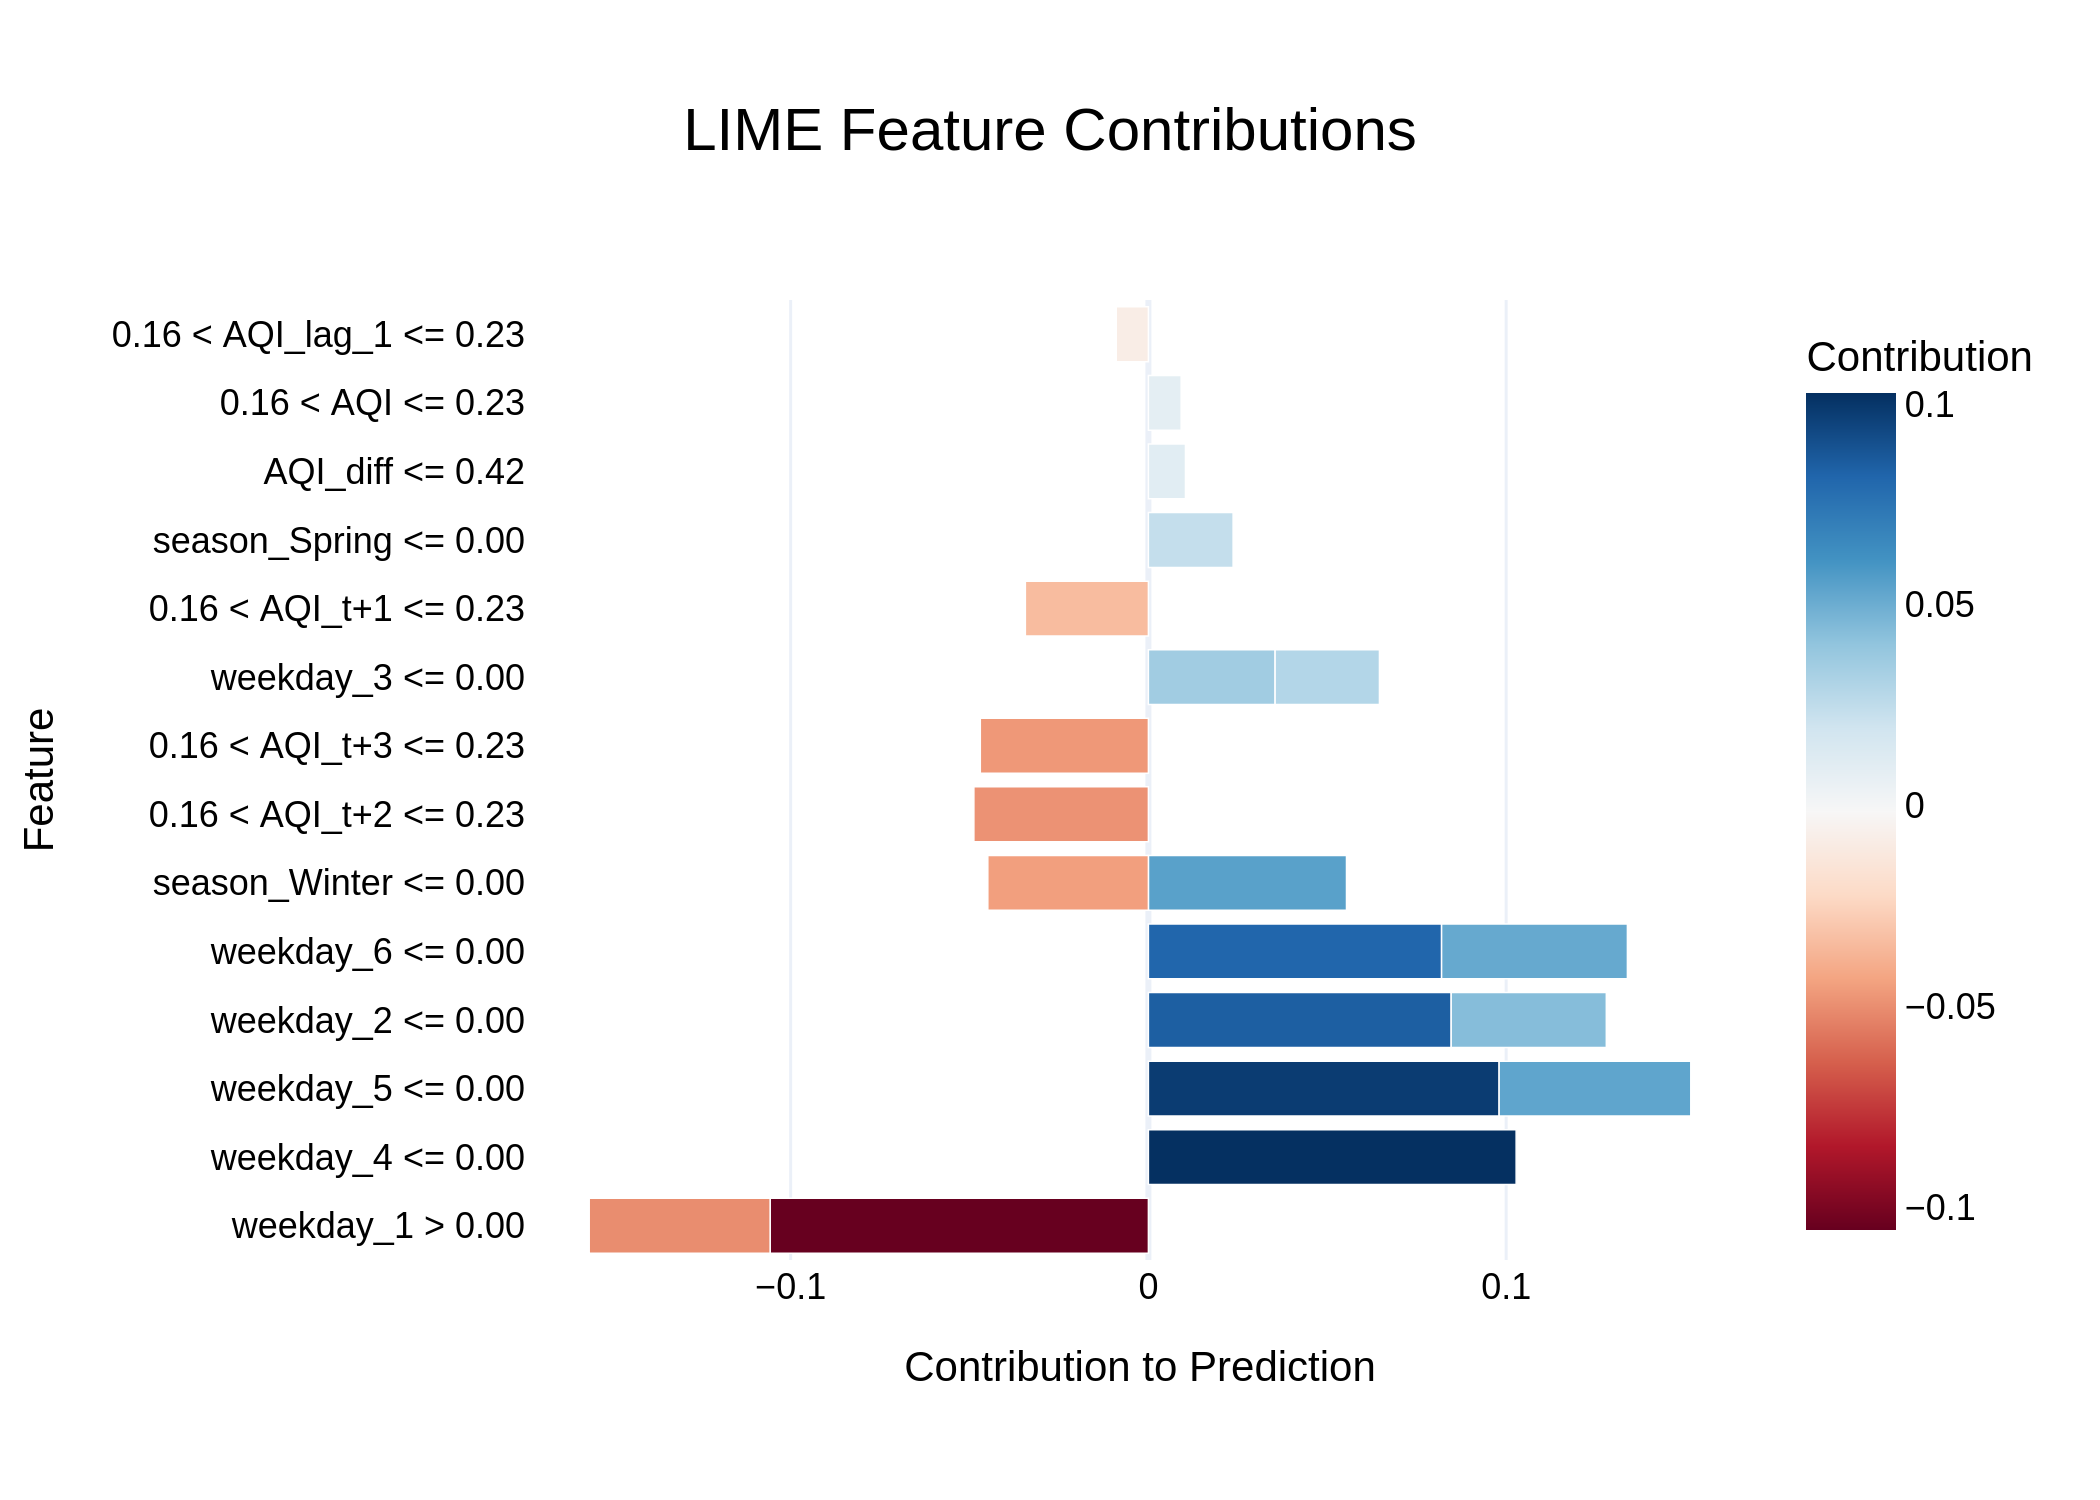 LIME Feature Contributions
0.16 < AQI_lag_1 <= 0.23
0.16 < AQI <= 0.23
AQI_diff <= 0.42
season_Spring <= 0.00
0.16 < AQI_t+1 <= 0.23
weekday_3 <= 0.00
0.16 < AQI_t+3 <= 0.23
0.16 < AQI_t+2 <= 0.23
season_Winter <= 0.00
weekday_6 <= 0.00
weekday_2 <= 0.00
weekday_5 <= 0.00
weekday_4 <= 0.00
weekday_1 > 0.00
Feature
−0.1
0
0.1
Contribution to Prediction
Contribution
0.1
0.05
0
−0.05
−0.1